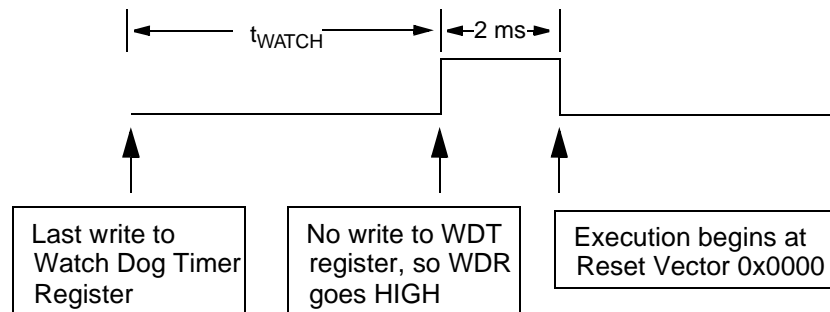 tWATCH
2 ms
Last write to
Watch Dog Timer
Register
No write to WDT
register, so WDR
goes HIGH
Execution begins at
Reset Vector 0x0000